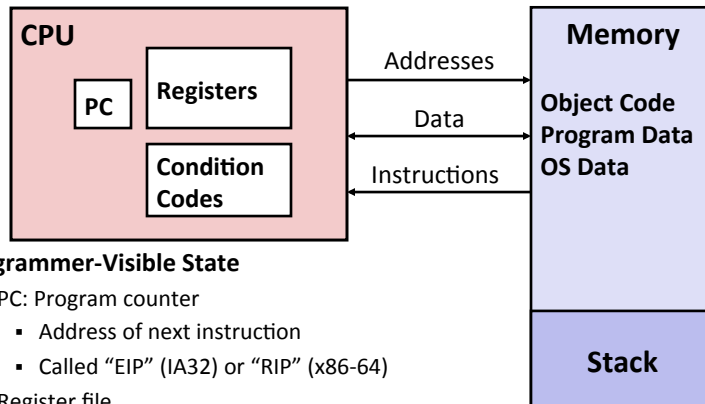 CPU
PC
Registers
Condition
Codes
Addresses
Data
Instructions
Memory
Object Code
Program Data
OS Data
Stack
grammer-Visible State
PC: Program counter
▪ Address of next instruction
▪ Called “EIP” (IA32) or “RIP” (x86-64)
Register file